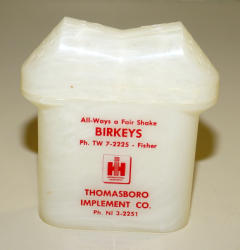 All-Ways a Fair Shake
BIRKEYS
Ph. TW 7-2225 - Fisher
IH
THOMASBORO
IMPLEMENT CO.
Ph. NI 3-2251